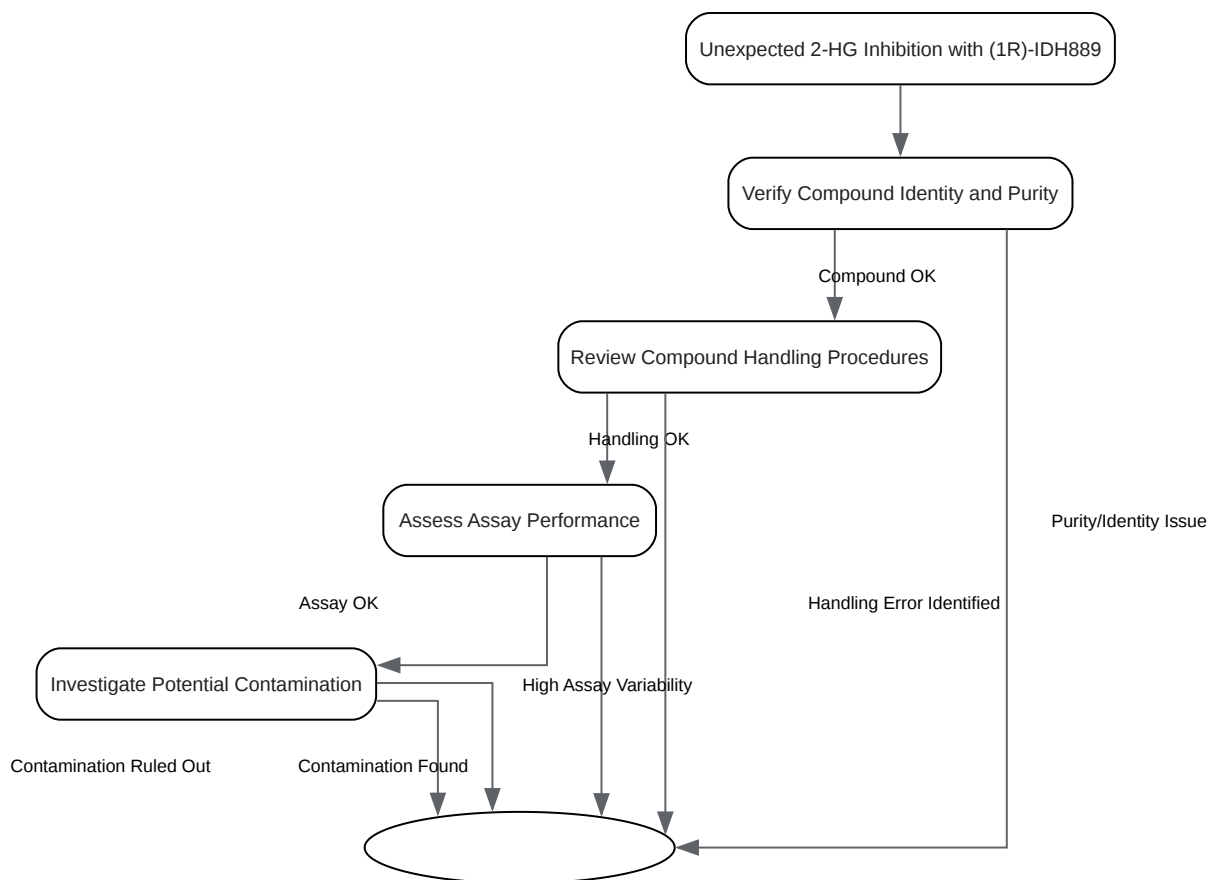 Unexpected 2-HG Inhibition with (1R)-IDH889
Verify Compound Identity and Purity
Compound OK
Review Compound Handling Procedures
Handling OK
Assess Assay Performance
Purity/Identity Issue
Assay OK
Handling Error Identified
Investigate Potential Contamination
High Assay Variability
Contamination Ruled Out
Contamination Found